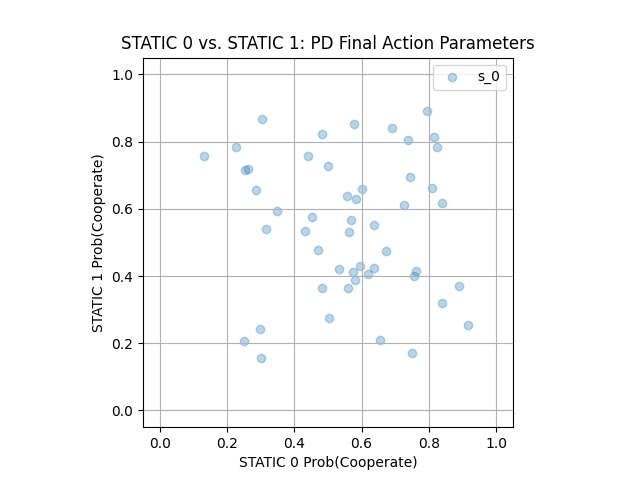 STATIC 0 vs. STATIC 1: PD Final Action Parameters
s_0
STATIC 1 Prob(Cooperate)
1.0
0.8
0.6
0.4
0.2
0.0
0.0 0.2 0.4 0.6 0.8 1.0
STATIC 0 Prob(Cooperate)